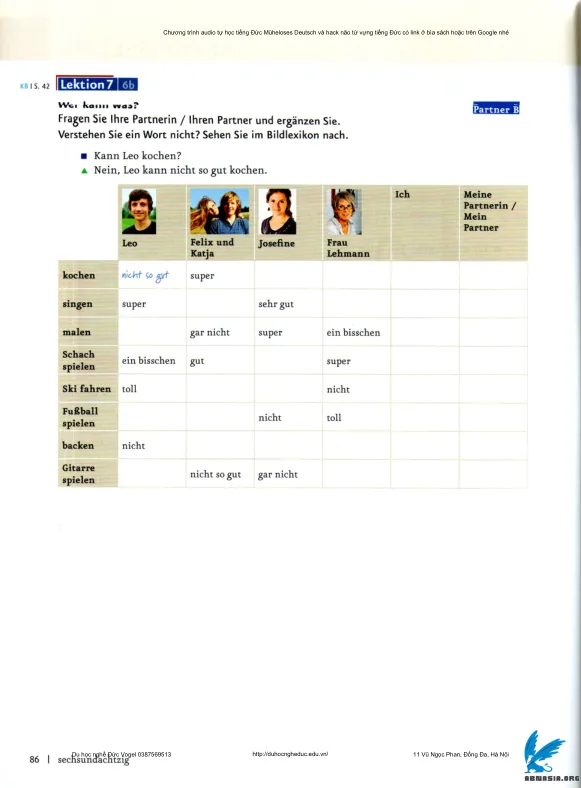 Chương trình audio tự học tiếng Đức Müheloses Deutsch và hack não từ vựng tiếng Đức có link ở bìa sách hoặc trên Google nhé
KB | S. 42 Lektion 7 6b
Wer kann was?
Partner B
Fragen Sie Ihre Partnerin / Ihren Partner und ergänzen Sie.
Verstehen Sie ein Wort nicht? Sehen Sie im Bildlexikon nach.
■ Kann Leo kochen?
▲ Nein, Leo kann nicht so gut kochen.
Leo
Felix und
Katja
Josefine
Frau
Lehmann
Ich
Meine
Partnerin /
Mein
Partner
kochen nicht so gut super
singen super sehr gut
malen gar nicht super ein bisschen
Schach
spielen ein bisschen gut super
Ski fahren toll nicht
Fußball
spielen nicht toll
backen nicht
Gitarre
spielen nicht so gut gar nicht
86 | sechsundachtzig
Du học nghề Đức Vogel 0387569513
http://duhocngheduc.edu.vn/
11 Vũ Ngọc Phan, Đống Đa, Hà Nội
ABWASIA.ORG